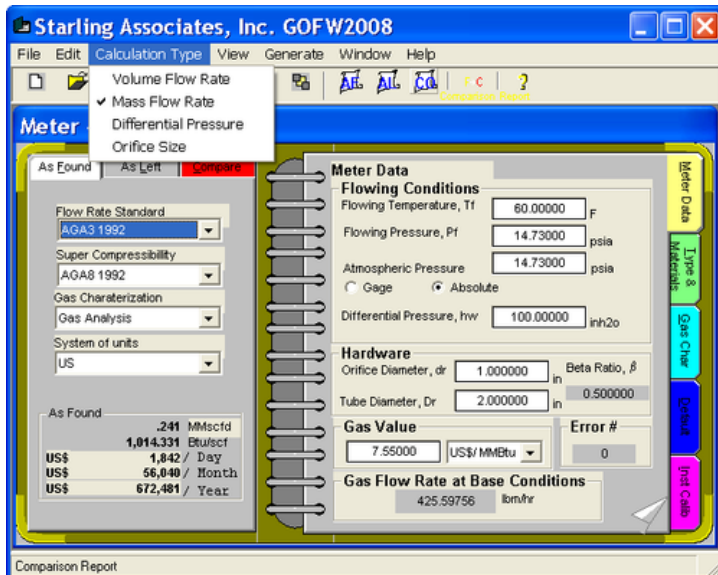 Starling Associates, Inc. GOFW2008
File Edit Calculation Type View Generate Window Help
Volume Flow Rate
Mass Flow Rate
Differential Pressure
Orifice Size
Comparison Report
Meter
As Found As Left Compare
Flow Rate Standard
AGA3 1992
Super Compressibility
AGA8 1992
Gas Charaterization
Gas Analysis
System of units
US
As Found
.241 MMscfd
1,014.331 Btu/scf
US$ 1,842 / Day
US$ 56,040 / Month
US$ 672,481 / Year
Meter Data
Flowing Conditions
Flowing Temperature, Tf 60.00000 F
Flowing Pressure, Pf 14.73000 psia
Atmospheric Pressure 14.73000 psia
Gage Absolute
Differential Pressure, hw 100.00000 inh2o
Hardware
Orifice Diameter, dr 1.000000 in Beta Ratio, β
Tube Diameter, Dr 2.000000 in 0.500000
Gas Value Error #
7.55000 US$/MMBtu 0
Gas Flow Rate at Base Conditions
425.59756 lbm/hr
Meter Data
Type & Materials
Gas Char
Default
Inst Calib
Comparison Report